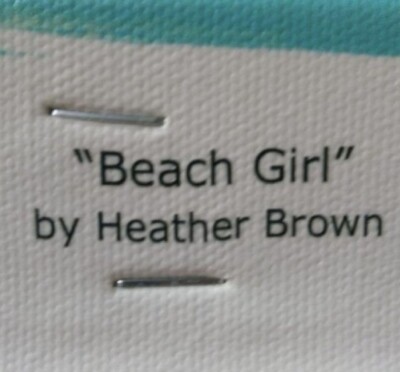 “Beach Girl”
by Heather Brown